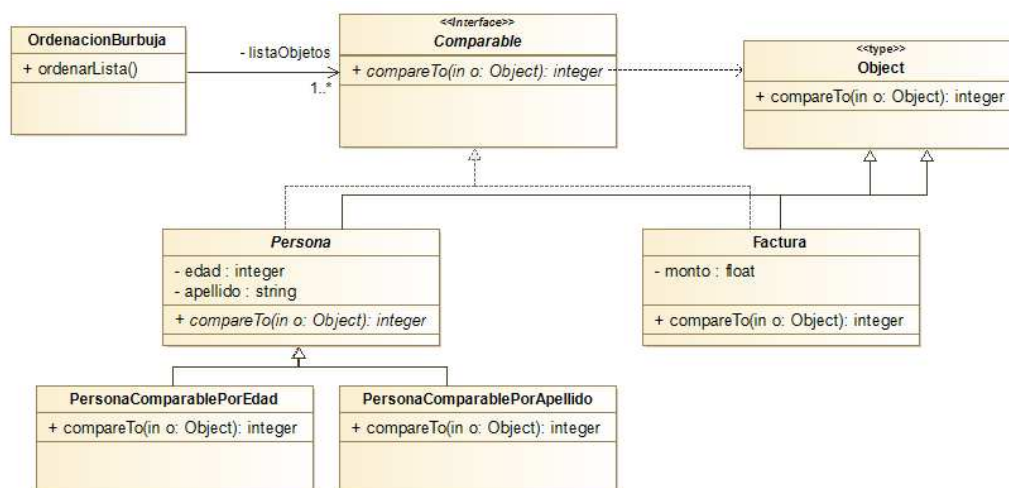 OrdenacionBurbuja
+ ordenarLista()
- listaObjetos
1..*
<<Interface>>
Comparable
+ compareTo(in o: Object): integer
<<type>>
Object
+ compareTo(in o: Object): integer
Persona
- edad : integer
- apellido : string
+ compareTo(in o: Object): integer
Factura
- monto : float
+ compareTo(in o: Object): integer
PersonaComparablePorEdad
+ compareTo(in o: Object): integer
PersonaComparablePorApellido
+ compareTo(in o: Object): integer